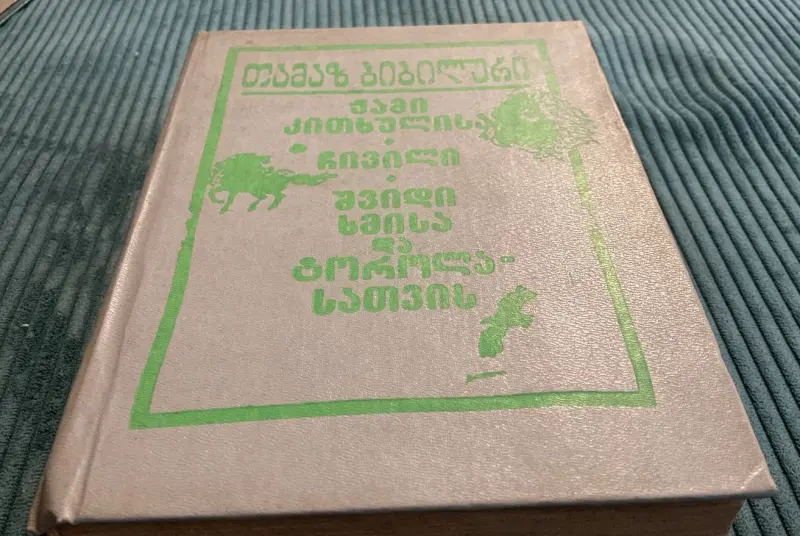 თამაზ ბიბილური
ჟამი
კითხულისა
•
ჩივილი
•
შვიდი
ხმისა
და
ტოროლა-
სათვის